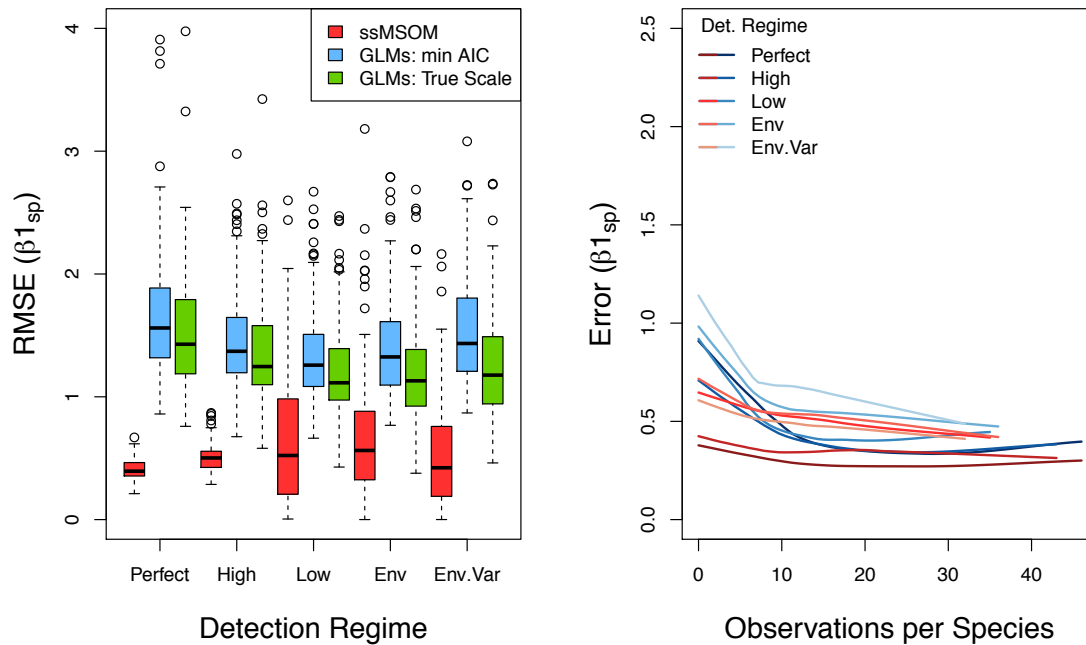 RMSE (β1sp)
4
3
2
1
0
ssMSOM
GLMs: min AIC
GLMs: True Scale
Perfect High Low Env Env.Var
Detection Regime
Error (β1sp)
2.5
2.0
1.5
1.0
0.5
0.0
Det. Regime
Perfect
High
Low
Env
Env.Var
0 10 20 30 40
Observations per Species